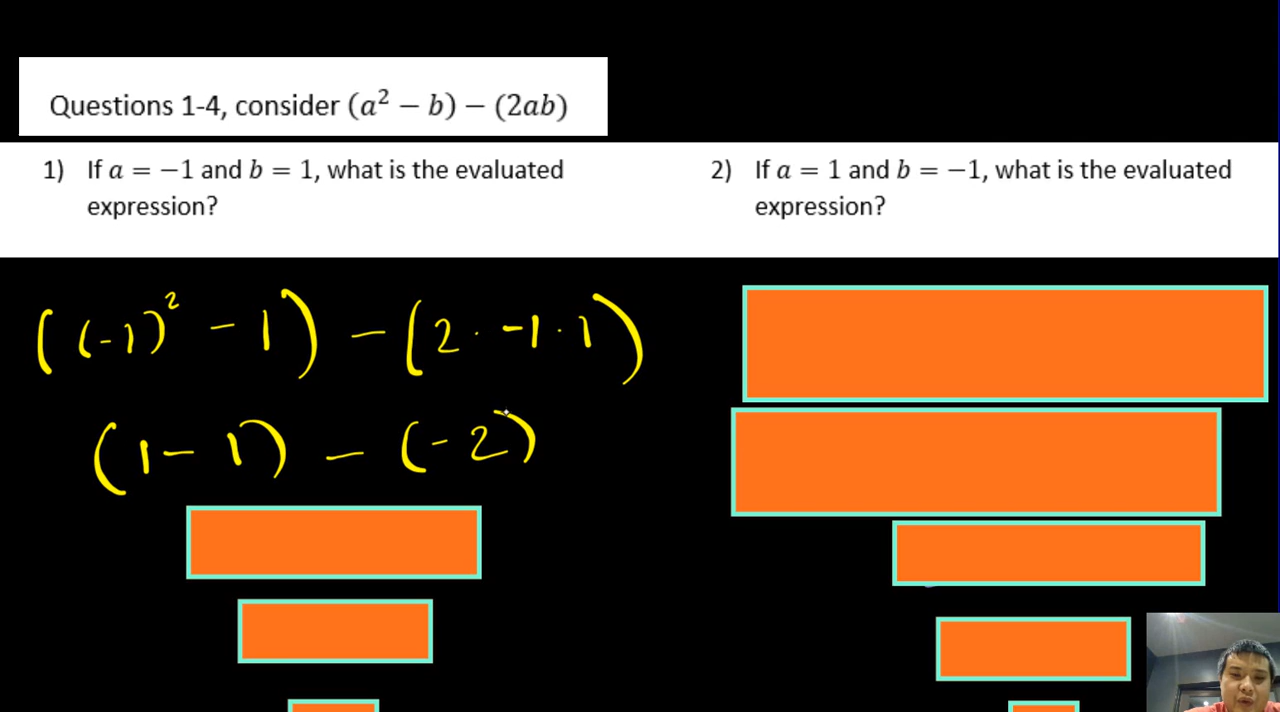 Questions 1-4, consider (a² − b) − (2ab)
1) If a = −1 and b = 1, what is the evaluated
expression?
2) If a = 1 and b = −1, what is the evaluated
expression?
((-1)² - 1) - (2 · -1 · 1)
(1 - 1) - (-2)